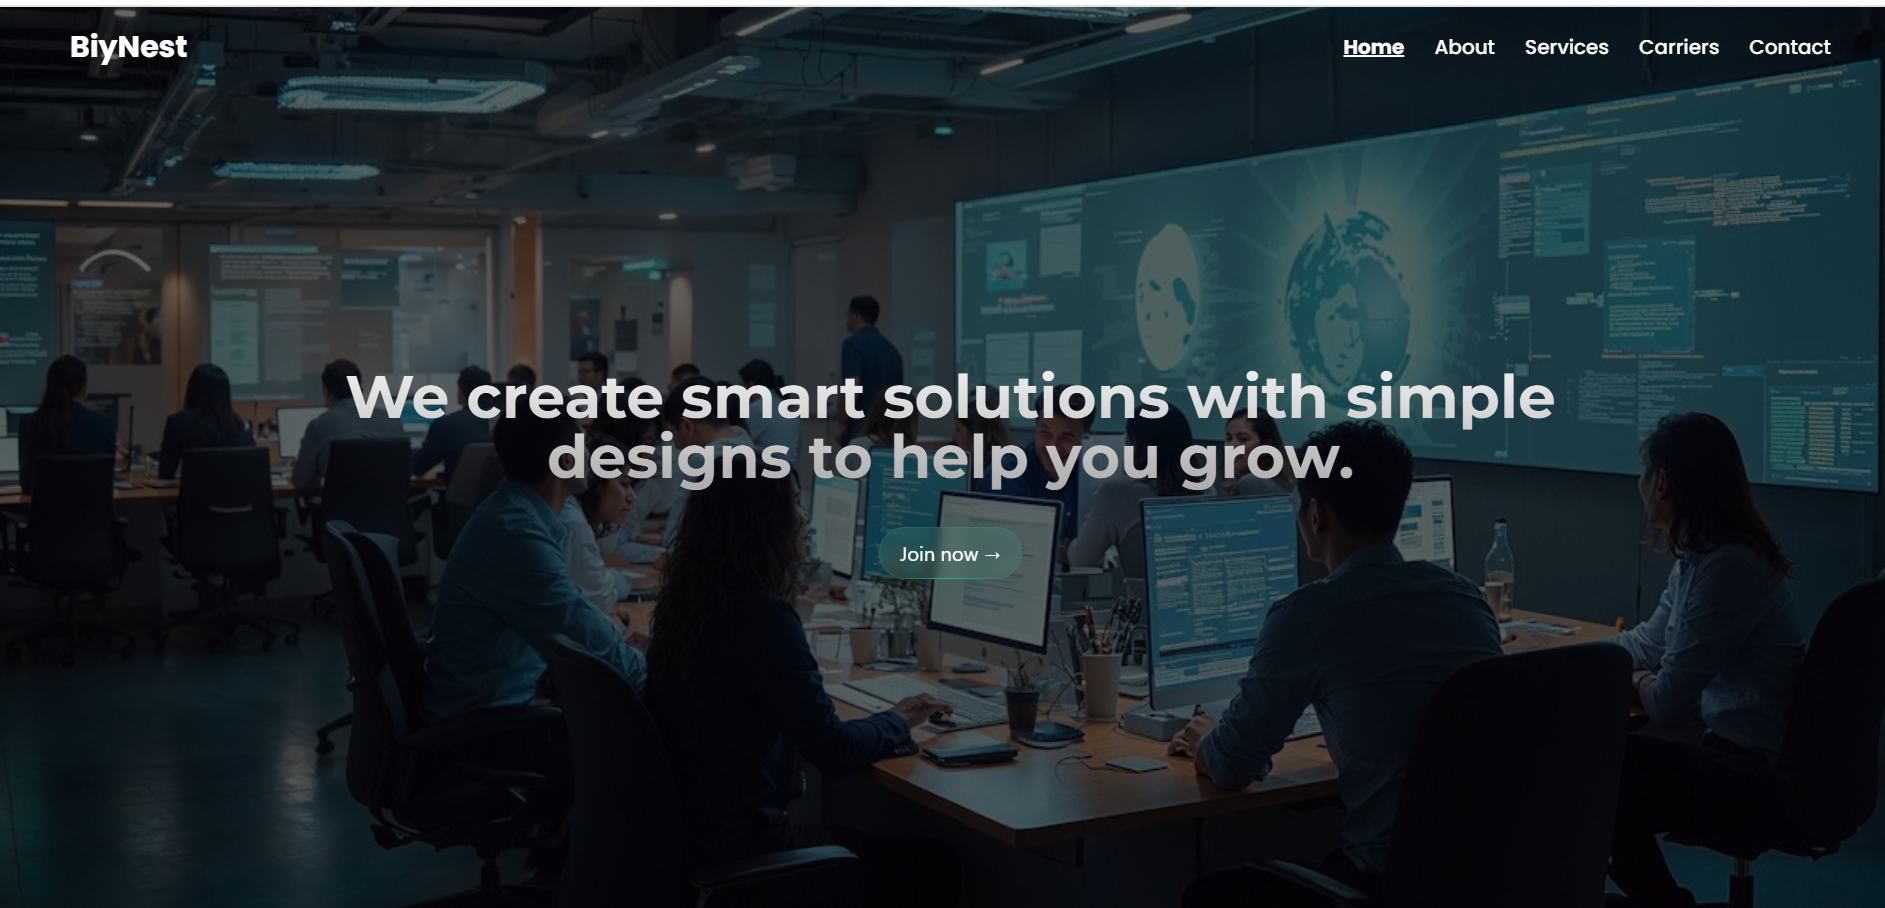 BiyNest
Home About Services Carriers Contact
We create smart solutions with simple
designs to help you grow.
Join now →